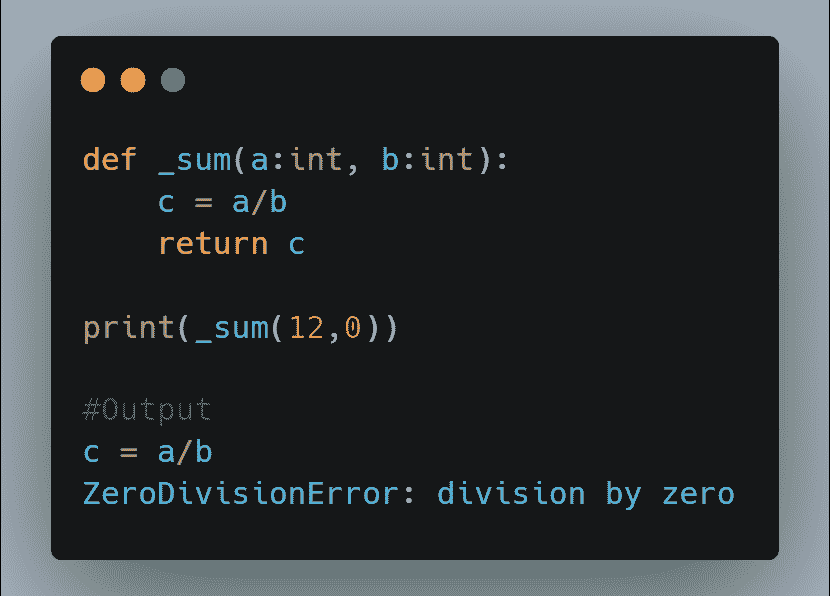 def _sum(a:int, b:int):
    c = a/b
    return c
print(_sum(12,0))
#Output
c = a/b
ZeroDivisionError: division by zero